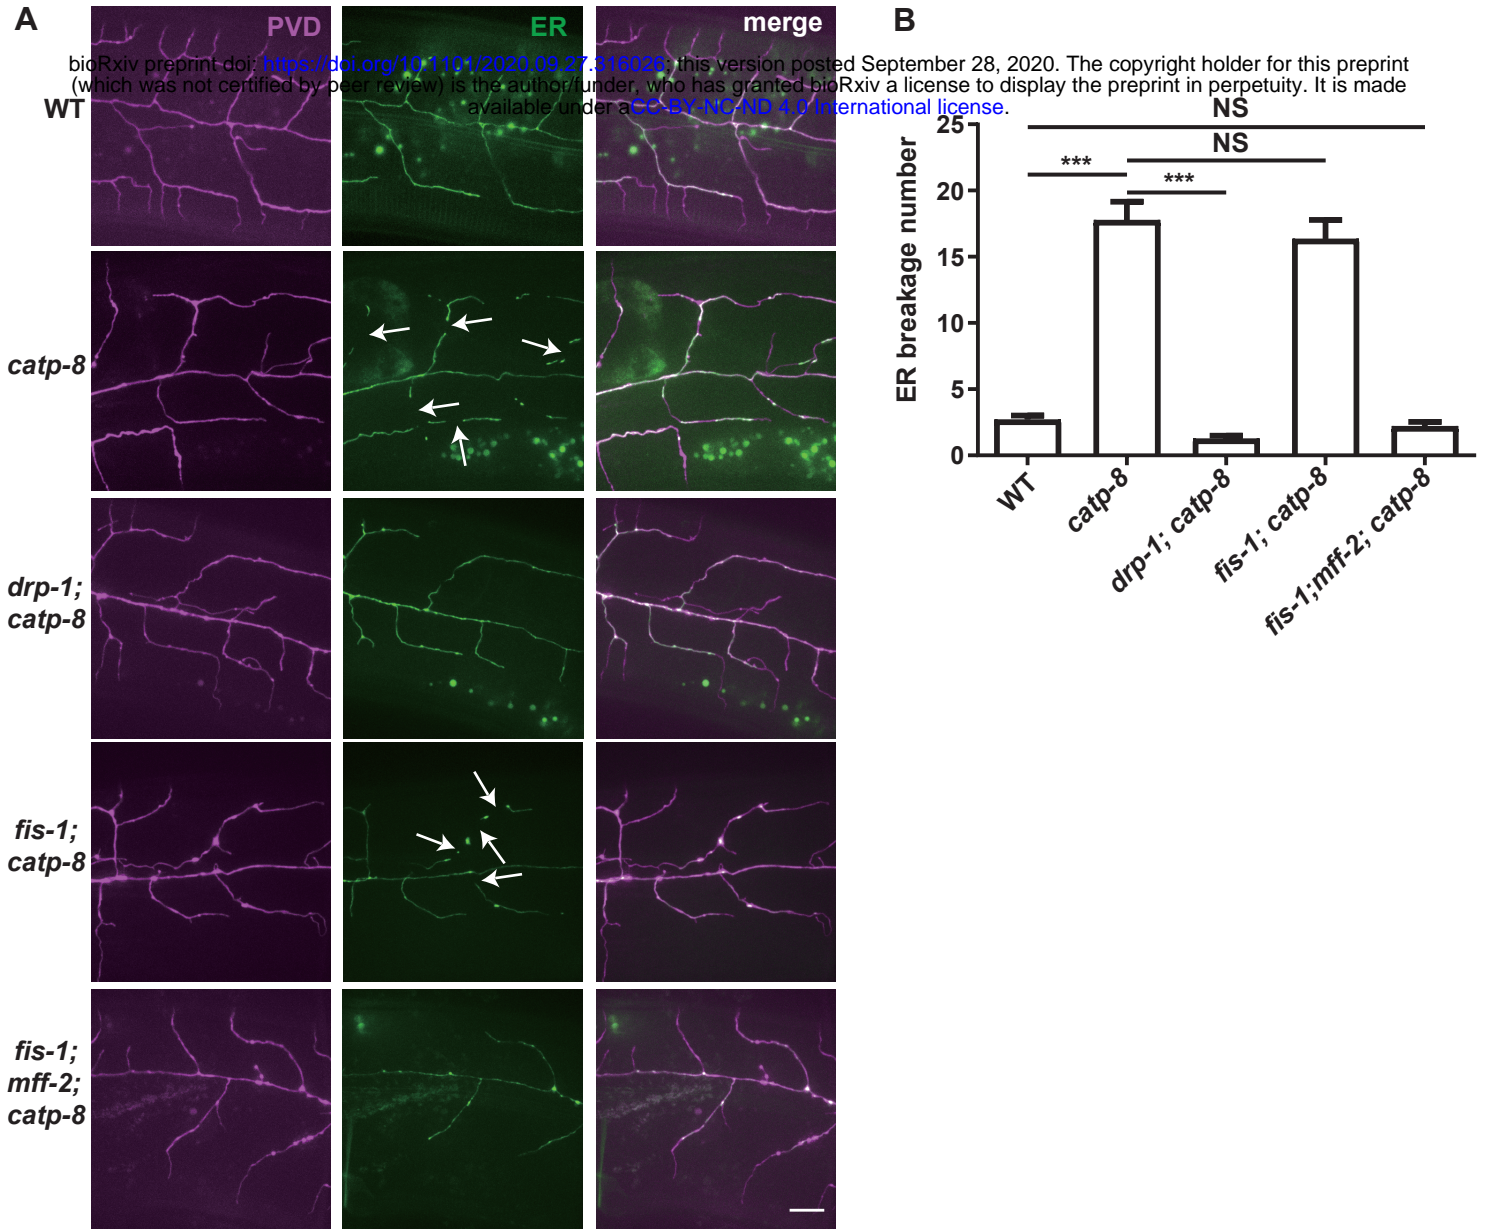 A
PVD
ER
merge
B
bioRxiv preprint doi: https://doi.org/10.1101/2020.09.27.316026; this version posted September 28, 2020. The copyright holder for this preprint
(which was not certified by peer review) is the author/funder, who has granted bioRxiv a license to display the preprint in perpetuity. It is made
available under aCC-BY-NC-ND 4.0 International license.
WT
catp-8
drp-1;
catp-8
fis-1;
catp-8
fis-1;
mff-2;
catp-8
NS
NS
***
***
ER breakage number
25
20
15
10
5
0
WT
catp-8
drp-1; catp-8
fis-1; catp-8
fis-1;mff-2; catp-8